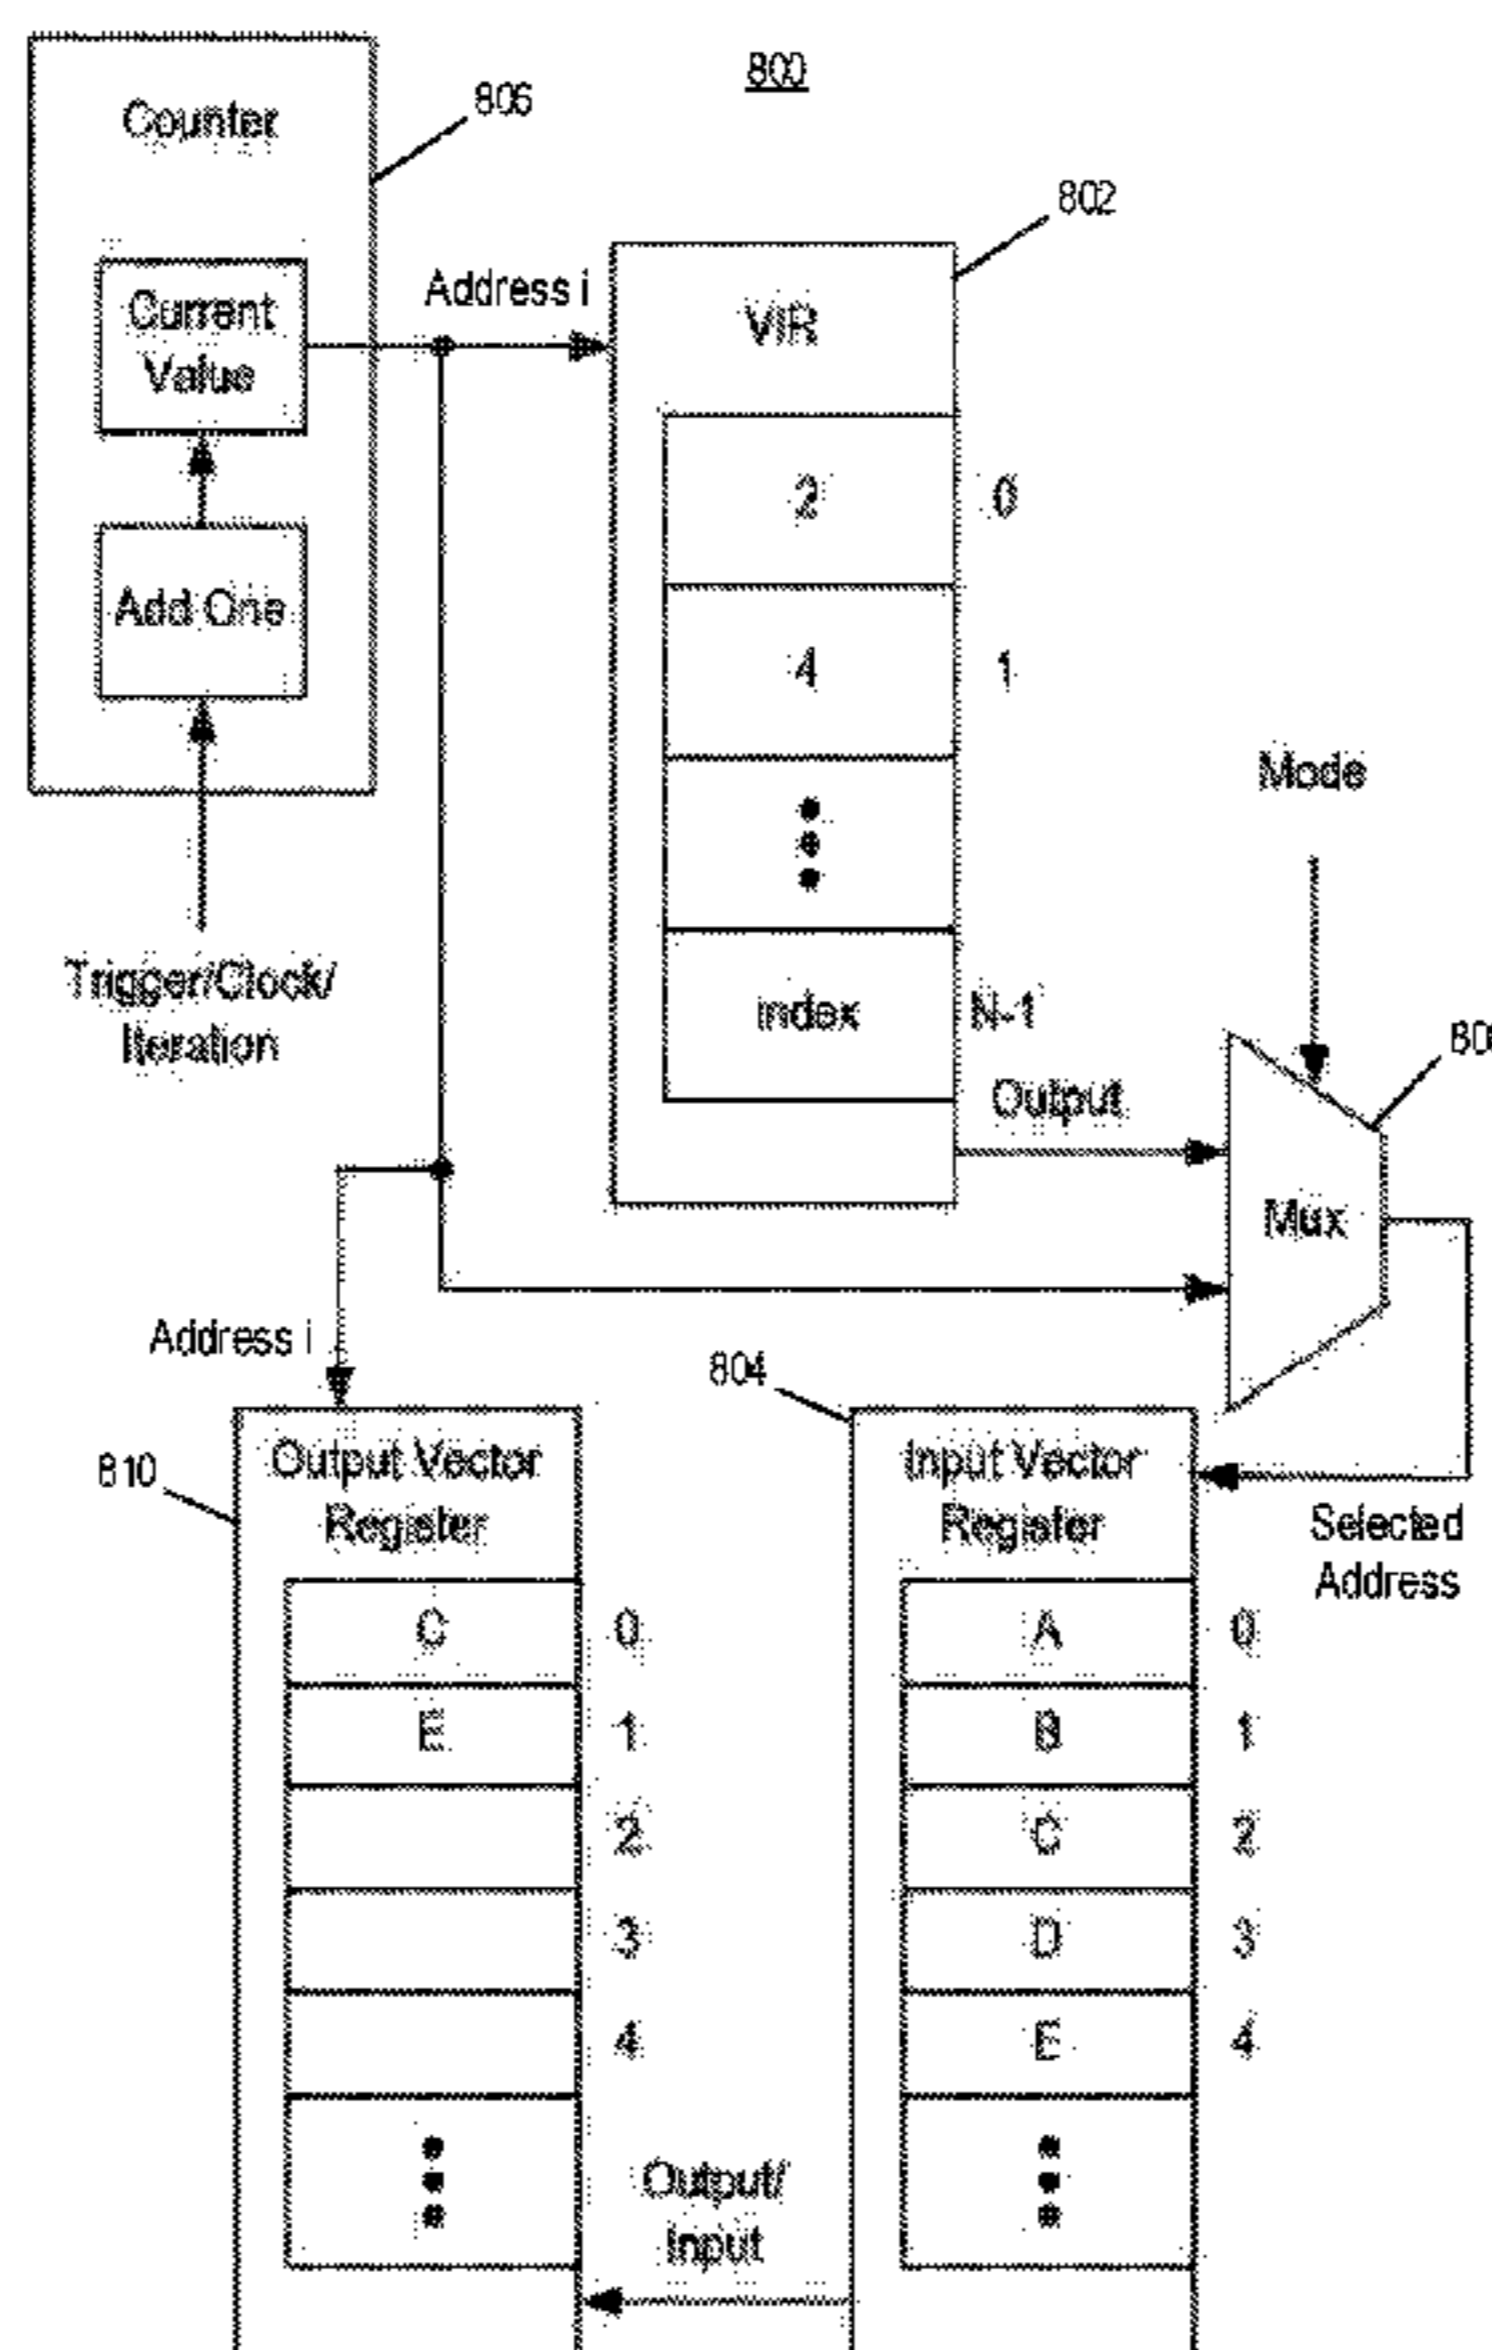 800
Counter
806
802
Address i
VIR
Current
Value
2 0
4 1
Add One
Mode
Trigger/Clock/
Iteration
index N-1
Output
Mux
Address i
804
810
Output Vector
Register
Input Vector
Register
Selected
Address
C 0
A 0
E 1
B 1
2
C 2
3
D 3
4
E 4
Output/
Input